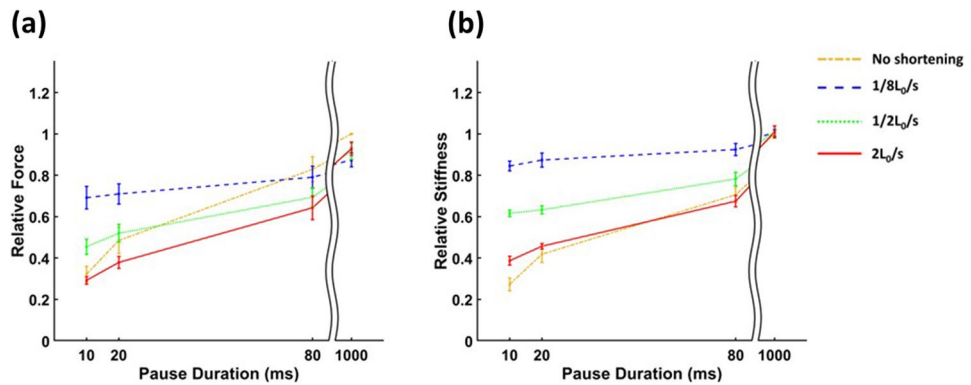 (a)
Relative Force
1.2
1
0.8
0.6
0.4
0.2
0
10 20 80 1000
Pause Duration (ms)
(b)
Relative Stiffness
1.2
1
0.8
0.6
0.4
0.2
0
10 20 80 1000
Pause Duration (ms)
No shortening
1/8L₀/s
1/2L₀/s
2L₀/s